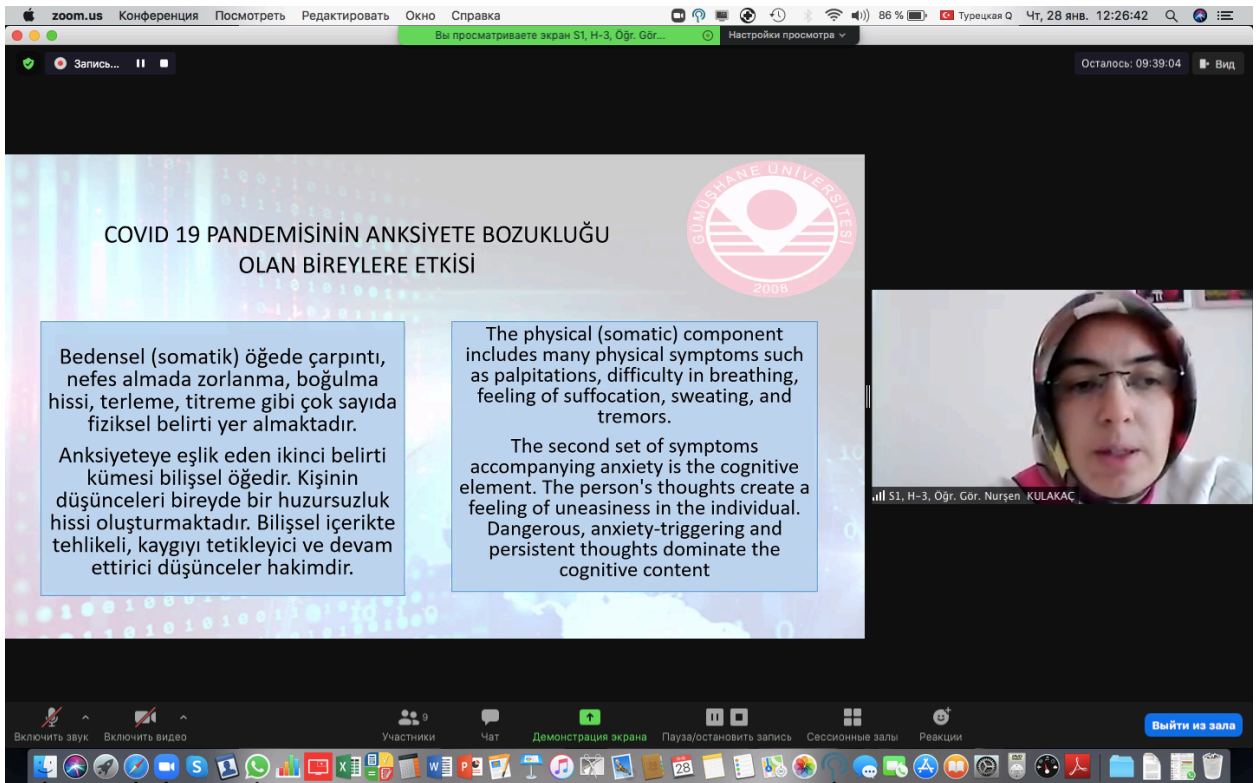 zoom.us Конференция Посмотреть Редактировать Окно Справка 86 % Турецкая Q Чт, 28 янв. 12:26:42
Вы просматриваете экран S1, H-3, Öğr. Gör... Настройки просмотра
Запись... Осталось: 09:39:04 Вид
GÜMÜŞHANE ÜNİVERSİTESİ
2008
COVID 19 PANDEMİSİNİN ANKSİYETE BOZUKLUĞU
OLAN BİREYLERE ETKİSİ
Bedensel (somatik) öğede çarpıntı,
nefes almada zorlanma, boğulma
hissi, terleme, titreme gibi çok sayıda
fiziksel belirti yer almaktadır.
Anksiyeteye eşlik eden ikinci belirti
kümesi bilişsel öğedir. Kişinin
düşünceleri bireyde bir huzursuzluk
hissi oluşturmaktadır. Bilişsel içerikte
tehlikeli, kaygıyı tetikleyici ve devam
ettirici düşünceler hakimdir.
The physical (somatic) component
includes many physical symptoms such
as palpitations, difficulty in breathing,
feeling of suffocation, sweating, and
tremors.
The second set of symptoms
accompanying anxiety is the cognitive
element. The person's thoughts create a
feeling of uneasiness in the individual.
Dangerous, anxiety-triggering and
persistent thoughts dominate the
cognitive content
S1, H-3, Öğr. Gör. Nurşen KULAKAÇ
Включить звук Включить видео Участники 9 Чат Демонстрация экрана Пауза/остановить запись Сессионные залы Реакции Выйти из зала
28